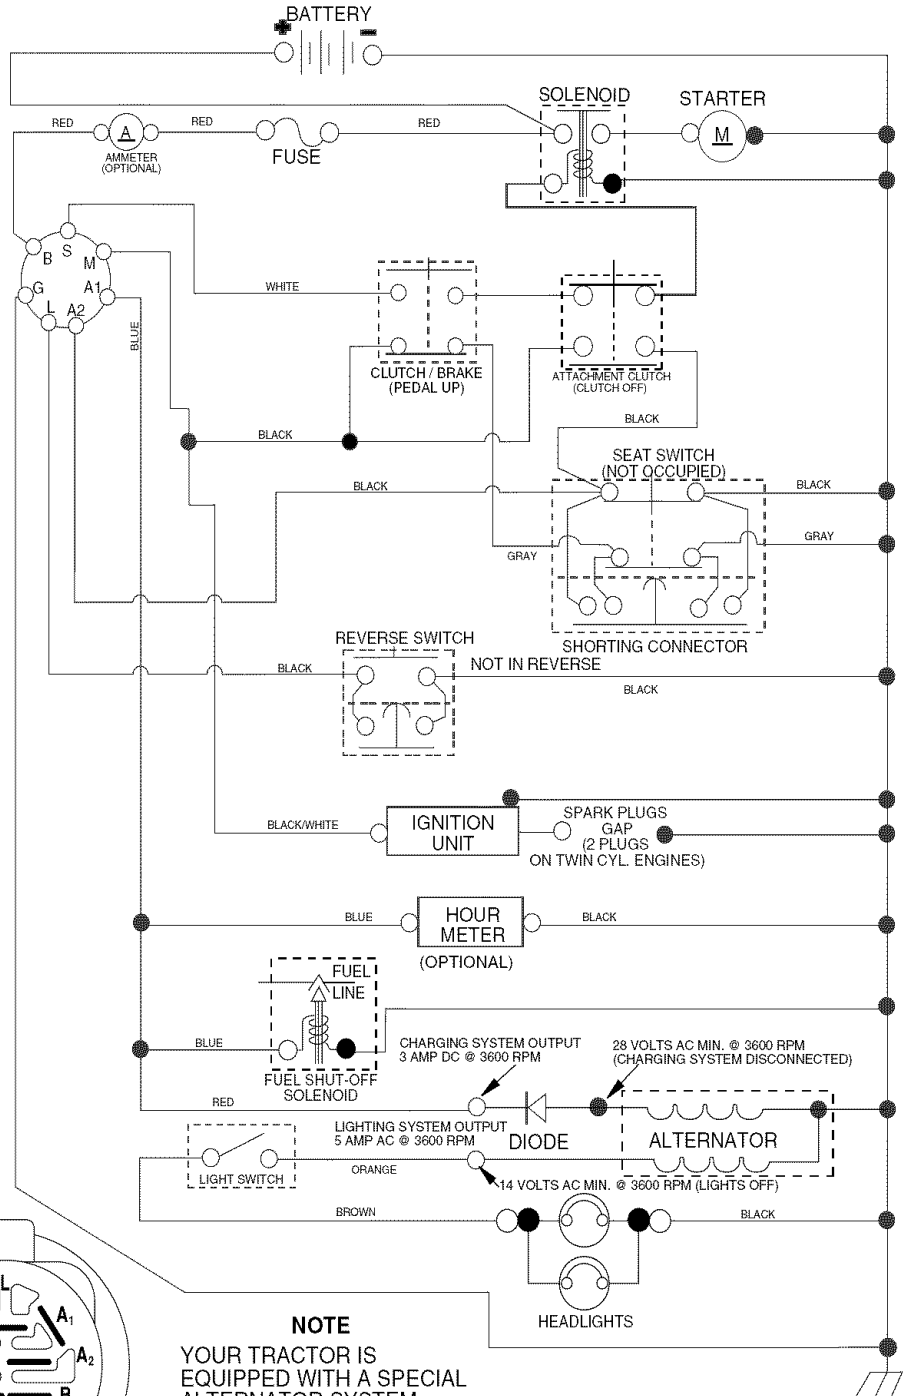 BATTERY
SOLENOID
STARTER
RED
A
RED
RED
M
AMMETER
(OPTIONAL)
FUSE
B
S
M
G
A1
L
A2
WHITE
BLUE
CLUTCH / BRAKE
(PEDAL UP)
ATTACHMENT CLUTCH
(CLUTCH OFF)
BLACK
BLACK
SEAT SWITCH
(NOT OCCUPIED)
BLACK
BLACK
GRAY
GRAY
REVERSE SWITCH
SHORTING CONNECTOR
BLACK
NOT IN REVERSE
BLACK
BLACK/WHITE
IGNITION
UNIT
SPARK PLUGS
GAP
(2 PLUGS
ON TWIN CYL. ENGINES)
BLUE
HOUR
METER
BLACK
(OPTIONAL)
FUEL
LINE
BLUE
FUEL SHUT-OFF
SOLENOID
CHARGING SYSTEM OUTPUT
3 AMP DC @ 3600 RPM
28 VOLTS AC MIN. @ 3600 RPM
(CHARGING SYSTEM DISCONNECTED)
RED
LIGHTING SYSTEM OUTPUT
5 AMP AC @ 3600 RPM
DIODE
ALTERNATOR
LIGHT SWITCH
ORANGE
14 VOLTS AC MIN. @ 3600 RPM (LIGHTS OFF)
BROWN
BLACK
HEADLIGHTS
L
A1
A2
B
NOTE
YOUR TRACTOR IS
EQUIPPED WITH A SPECIAL
ALTERNATOR SYSTEM